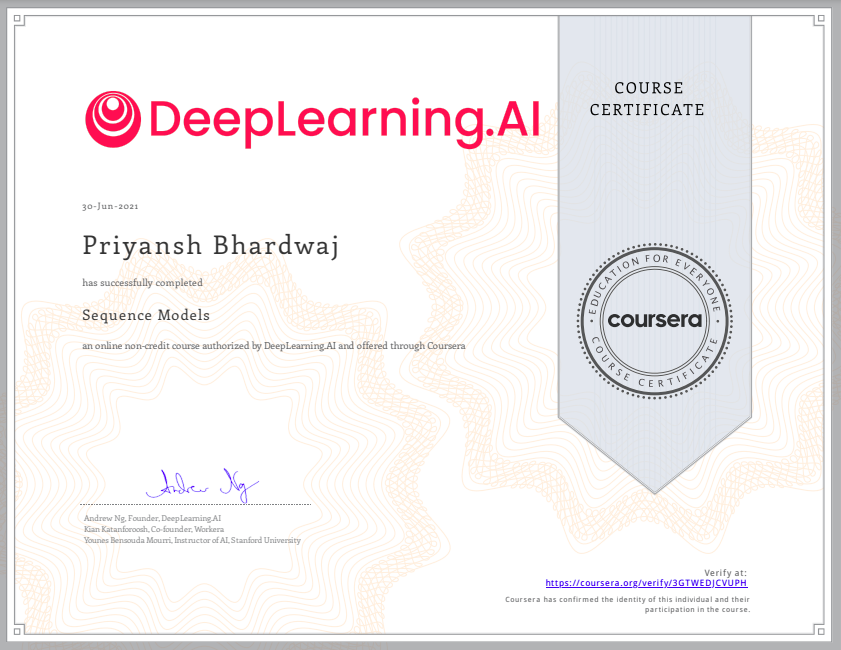 DeepLearning.AI
COURSE
CERTIFICATE
30-Jun-2021
Priyansh Bhardwaj
has successfully completed
Sequence Models
an online non-credit course authorized by DeepLearning.AI and offered through Coursera
EDUCATION FOR EVERYONE
coursera
COURSE CERTIFICATE
Andrew Ng
Andrew Ng, Founder, DeepLearning.AI
Kian Katanforoosh, Co-founder, Workera
Younes Bensouda Mourri, Instructor of AI, Stanford University
Verify at:
https://coursera.org/verify/3GTWEDJCVUPH
Coursera has confirmed the identity of this individual and their
participation in the course.